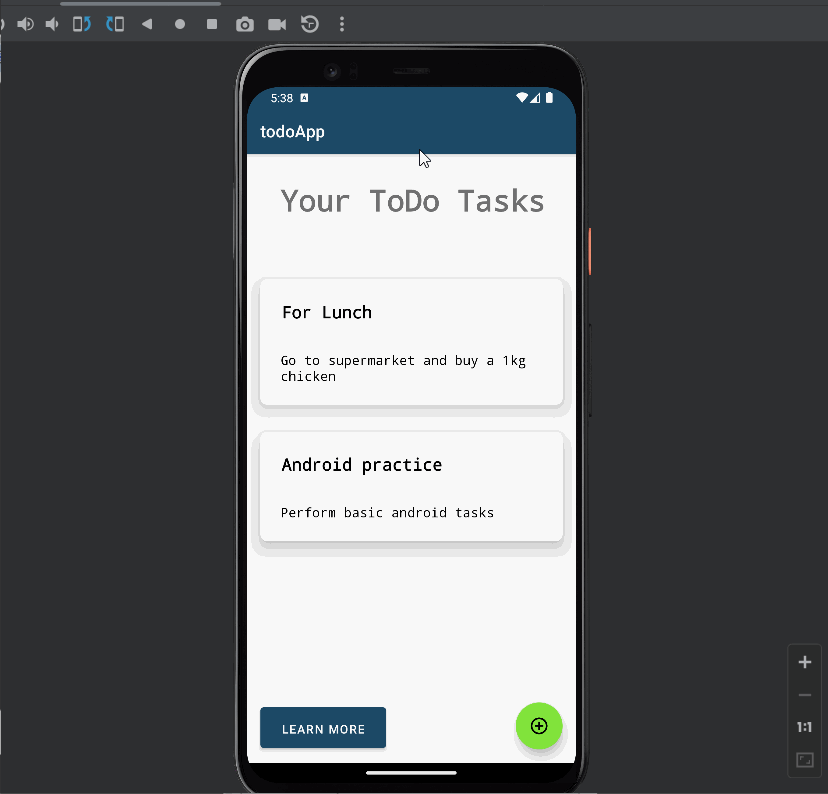 5:38
todoApp
Your ToDo Tasks
For Lunch
Go to supermarket and buy a 1kg
chicken
Android practice
Perform basic android tasks
LEARN MORE
1:1